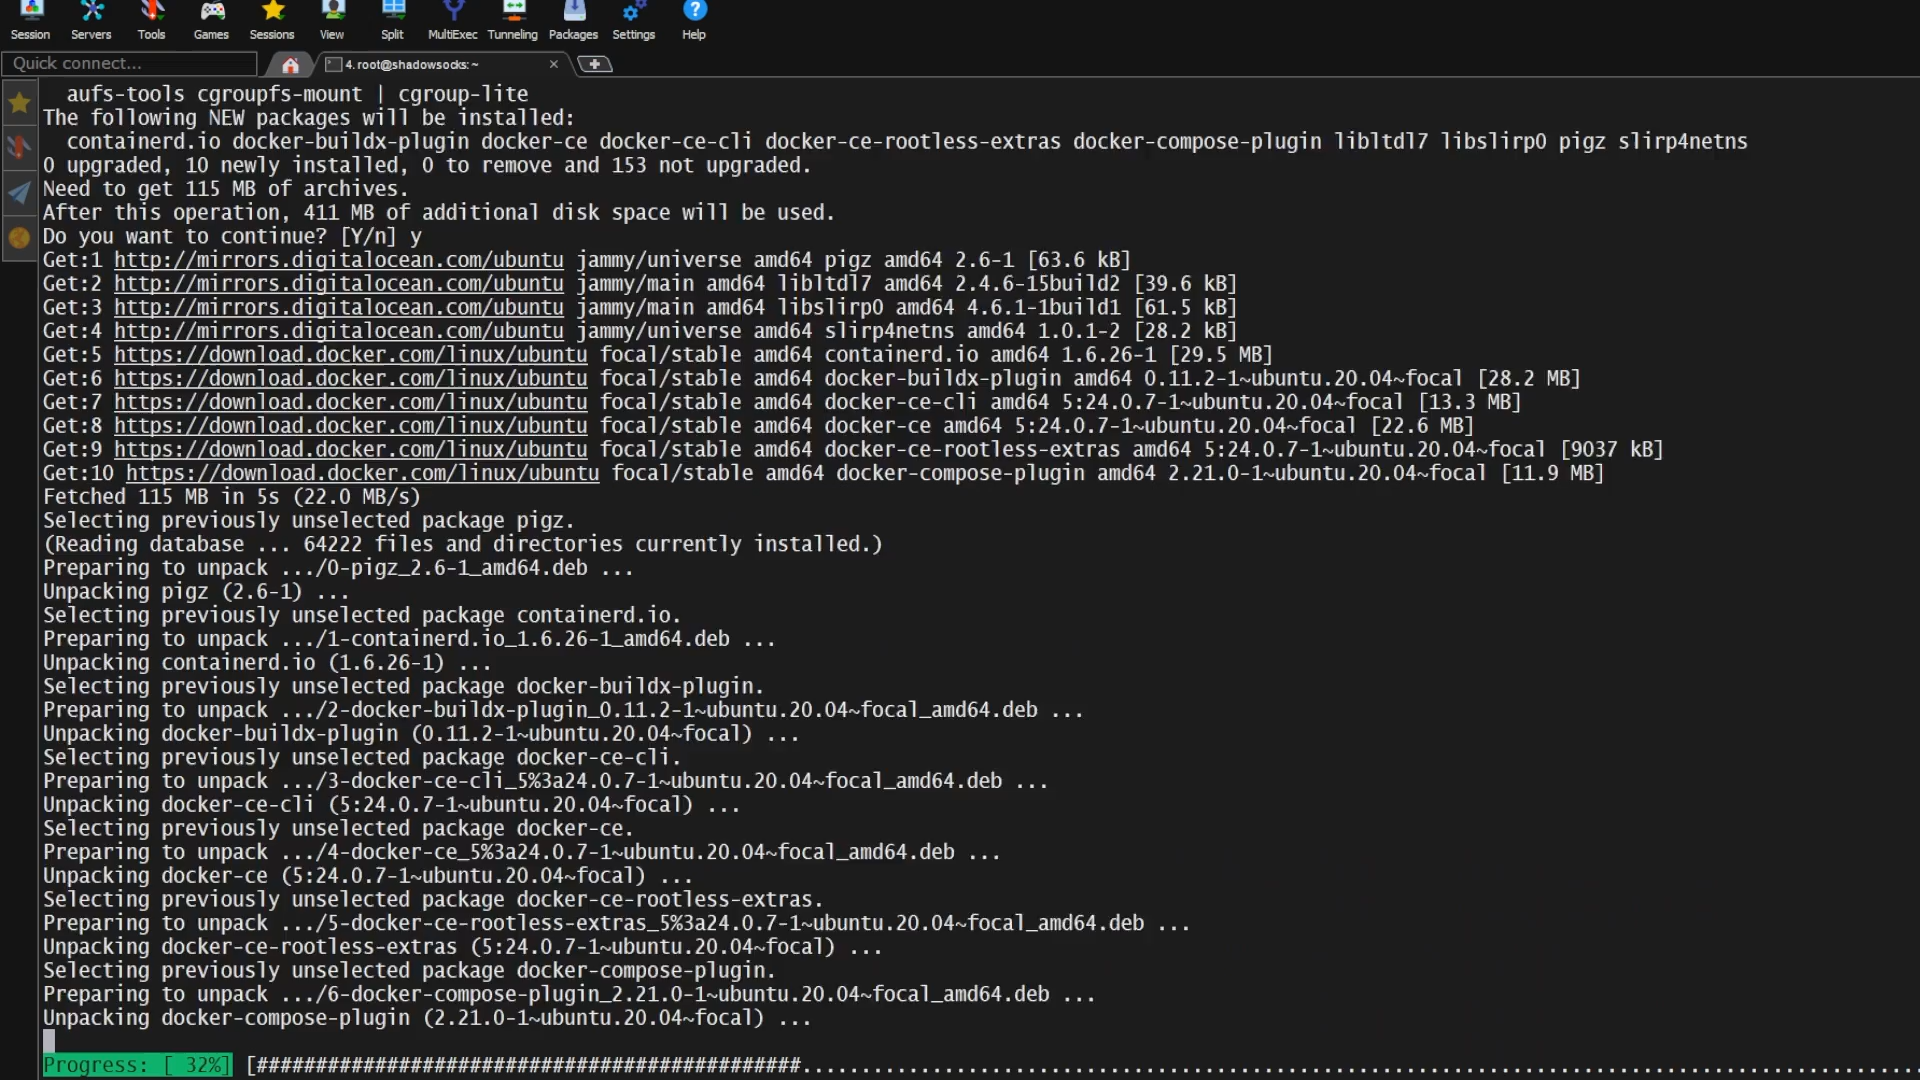 Session Servers Tools Games Sessions View Split MultiExec Tunneling Packages Settings Help
Quick connect... 4. root@shadowsocks: ~
  aufs-tools cgroupfs-mount | cgroup-lite
The following NEW packages will be installed:
  containerd.io docker-buildx-plugin docker-ce docker-ce-cli docker-ce-rootless-extras docker-compose-plugin libltdl7 libslirp0 pigz slirp4netns
0 upgraded, 10 newly installed, 0 to remove and 153 not upgraded.
Need to get 115 MB of archives.
After this operation, 411 MB of additional disk space will be used.
Do you want to continue? [Y/n] y
Get:1 http://mirrors.digitalocean.com/ubuntu jammy/universe amd64 pigz amd64 2.6-1 [63.6 kB]
Get:2 http://mirrors.digitalocean.com/ubuntu jammy/main amd64 libltdl7 amd64 2.4.6-15build2 [39.6 kB]
Get:3 http://mirrors.digitalocean.com/ubuntu jammy/main amd64 libslirp0 amd64 4.6.1-1build1 [61.5 kB]
Get:4 http://mirrors.digitalocean.com/ubuntu jammy/universe amd64 slirp4netns amd64 1.0.1-2 [28.2 kB]
Get:5 https://download.docker.com/linux/ubuntu focal/stable amd64 containerd.io amd64 1.6.26-1 [29.5 MB]
Get:6 https://download.docker.com/linux/ubuntu focal/stable amd64 docker-buildx-plugin amd64 0.11.2-1~ubuntu.20.04~focal [28.2 MB]
Get:7 https://download.docker.com/linux/ubuntu focal/stable amd64 docker-ce-cli amd64 5:24.0.7-1~ubuntu.20.04~focal [13.3 MB]
Get:8 https://download.docker.com/linux/ubuntu focal/stable amd64 docker-ce amd64 5:24.0.7-1~ubuntu.20.04~focal [22.6 MB]
Get:9 https://download.docker.com/linux/ubuntu focal/stable amd64 docker-ce-rootless-extras amd64 5:24.0.7-1~ubuntu.20.04~focal [9037 kB]
Get:10 https://download.docker.com/linux/ubuntu focal/stable amd64 docker-compose-plugin amd64 2.21.0-1~ubuntu.20.04~focal [11.9 MB]
Fetched 115 MB in 5s (22.0 MB/s)
Selecting previously unselected package pigz.
(Reading database ... 64222 files and directories currently installed.)
Preparing to unpack .../0-pigz_2.6-1_amd64.deb ...
Unpacking pigz (2.6-1) ...
Selecting previously unselected package containerd.io.
Preparing to unpack .../1-containerd.io_1.6.26-1_amd64.deb ...
Unpacking containerd.io (1.6.26-1) ...
Selecting previously unselected package docker-buildx-plugin.
Preparing to unpack .../2-docker-buildx-plugin_0.11.2-1~ubuntu.20.04~focal_amd64.deb ...
Unpacking docker-buildx-plugin (0.11.2-1~ubuntu.20.04~focal) ...
Selecting previously unselected package docker-ce-cli.
Preparing to unpack .../3-docker-ce-cli_5%3a24.0.7-1~ubuntu.20.04~focal_amd64.deb ...
Unpacking docker-ce-cli (5:24.0.7-1~ubuntu.20.04~focal) ...
Selecting previously unselected package docker-ce.
Preparing to unpack .../4-docker-ce_5%3a24.0.7-1~ubuntu.20.04~focal_amd64.deb ...
Unpacking docker-ce (5:24.0.7-1~ubuntu.20.04~focal) ...
Selecting previously unselected package docker-ce-rootless-extras.
Preparing to unpack .../5-docker-ce-rootless-extras_5%3a24.0.7-1~ubuntu.20.04~focal_amd64.deb ...
Unpacking docker-ce-rootless-extras (5:24.0.7-1~ubuntu.20.04~focal) ...
Selecting previously unselected package docker-compose-plugin.
Preparing to unpack .../6-docker-compose-plugin_2.21.0-1~ubuntu.20.04~focal_amd64.deb ...
Unpacking docker-compose-plugin (2.21.0-1~ubuntu.20.04~focal) ...
Progress: [ 32%] [##############################################...............................................................................................